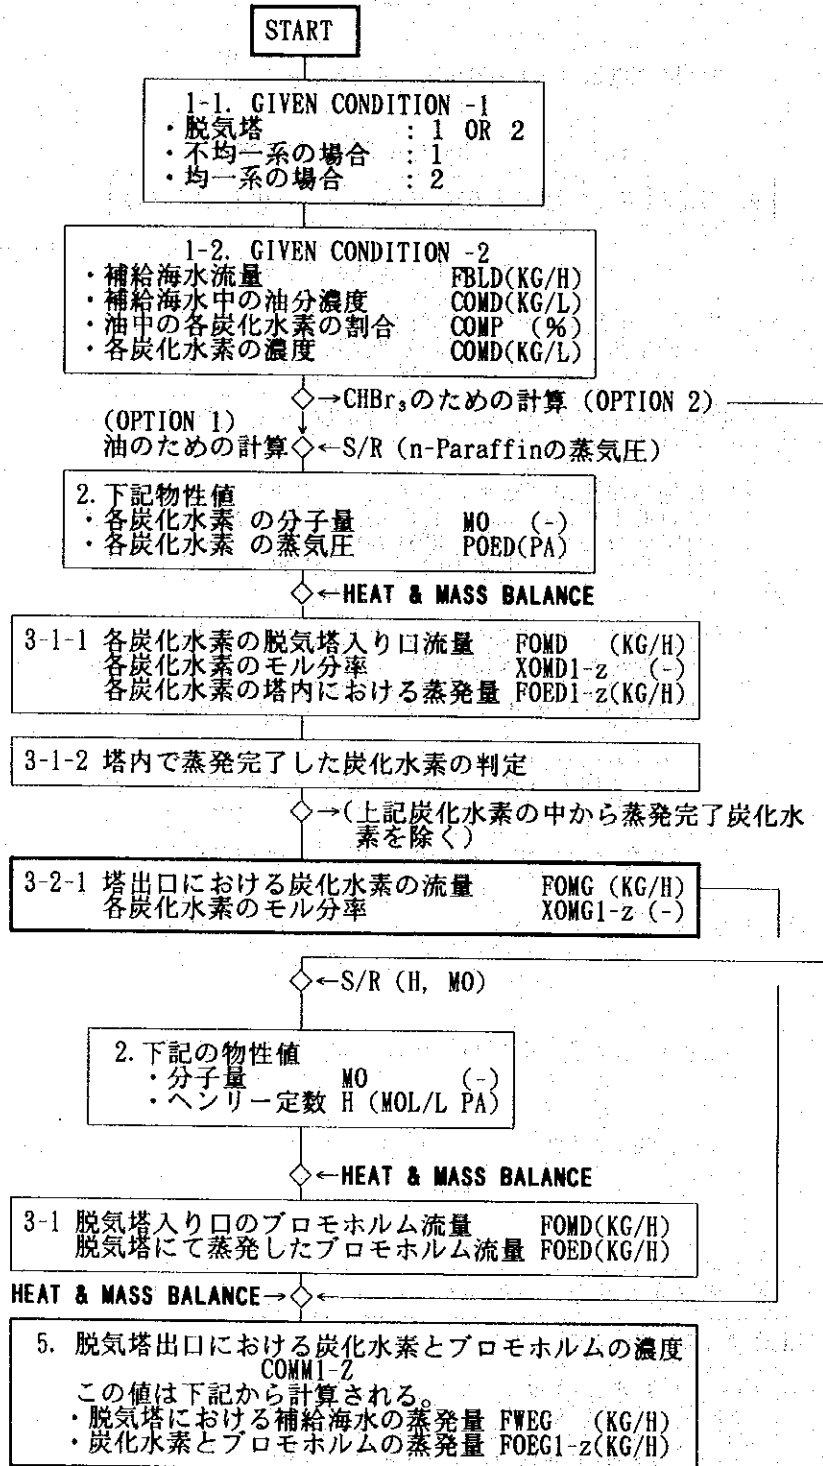 START
1-1. GIVEN CONDITION -1
・脱気塔 : 1 OR 2
・不均一系の場合 : 1
・均一系の場合 : 2
1-2. GIVEN CONDITION -2
・補給海水流量 FBLD(KG/H)
・補給海水中の油分濃度 COMD(KG/L)
・油中の各炭化水素の割合 COMP (%)
・各炭化水素の濃度 COMD(KG/L)
→CHBr₃のための計算 (OPTION 2)
(OPTION 1)
油のための計算 ←S/R (n-Paraffinの蒸気圧)
2.下記物性値
・各炭化水素 の分子量 MO (-)
・各炭化水素 の蒸気圧 POED(PA)
←HEAT & MASS BALANCE
3-1-1 各炭化水素の脱気塔入り口流量 FOMD (KG/H)
各炭化水素のモル分率 XOMD1-z (-)
各炭化水素の塔内における蒸発量 FOED1-z(KG/H)
3-1-2 塔内で蒸発完了した炭化水素の判定
→(上記炭化水素の中から蒸発完了炭化水
素を除く)
3-2-1 塔出口における炭化水素の流量 FOMG (KG/H)
各炭化水素のモル分率 XOMG1-z (-)
←S/R (H, MO)
2.下記の物性値
・分子量 MO (-)
・ヘンリー定数 H (MOL/L PA)
←HEAT & MASS BALANCE
3-1 脱気塔入り口のブロモホルム流量 FOMD(KG/H)
脱気塔にて蒸発したブロモホルム流量 FOED(KG/H)
HEAT & MASS BALANCE→ ←
5. 脱気塔出口における炭化水素とブロモホルムの濃度
COMM1-Z
この値は下記から計算される。
・脱気塔における補給海水の蒸発量 FWEG (KG/H)
・炭化水素とブロモホルムの蒸発量 FOEG1-z(KG/H)